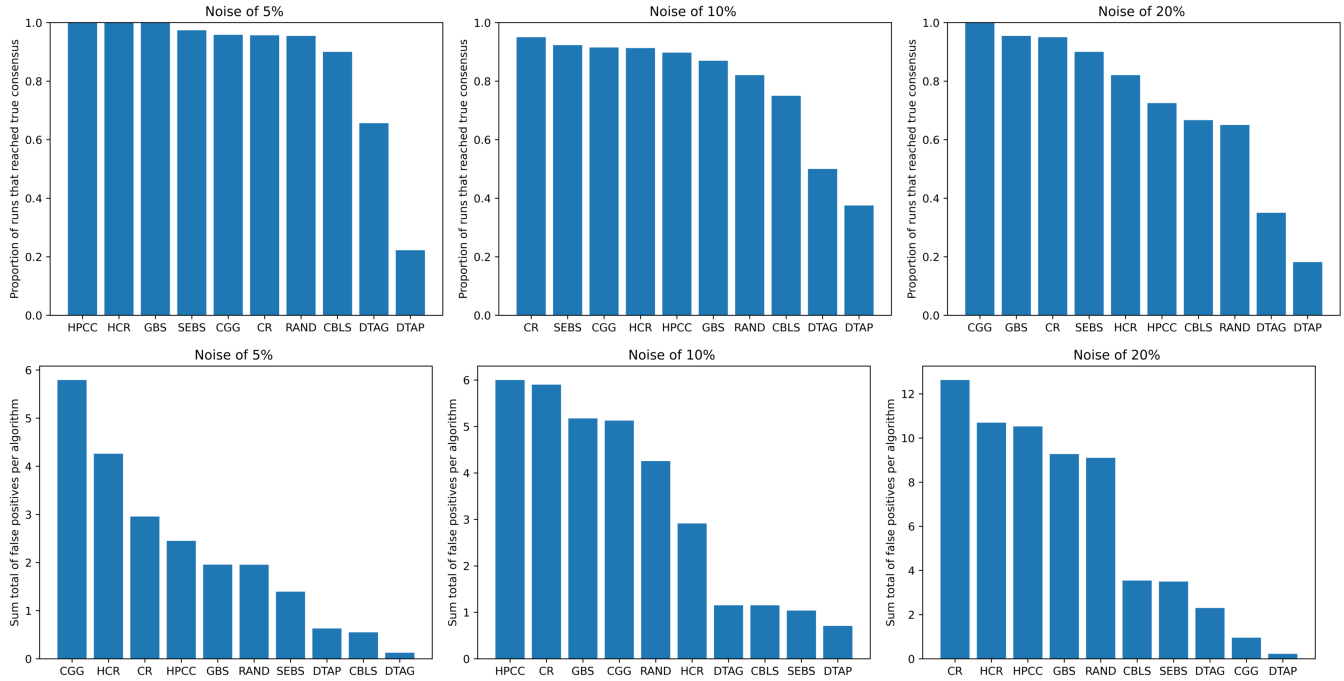 Noise of 5%
Proportion of runs that reached true consensus
1.0
0.8
0.6
0.4
0.2
0.0
HPCC HCR GBS SEBS CGG CR RAND CBLS DTAG DTAP
Noise of 10%
Proportion of runs that reached true consensus
1.0
0.8
0.6
0.4
0.2
0.0
CR SEBS CGG HCR HPCC GBS RAND CBLS DTAG DTAP
Noise of 20%
Proportion of runs that reached true consensus
1.0
0.8
0.6
0.4
0.2
0.0
CGG GBS CR SEBS HCR HPCC CBLS RAND DTAG DTAP
Noise of 5%
Sum total of false positives per algorithm
6
5
4
3
2
1
0
CGG HCR CR HPCC GBS RAND SEBS DTAP CBLS DTAG
Noise of 10%
Sum total of false positives per algorithm
6
5
4
3
2
1
0
HPCC CR GBS CGG RAND HCR DTAG CBLS SEBS DTAP
Noise of 20%
Sum total of false positives per algorithm
12
10
8
6
4
2
0
CR HCR HPCC GBS RAND CBLS SEBS DTAG CGG DTAP